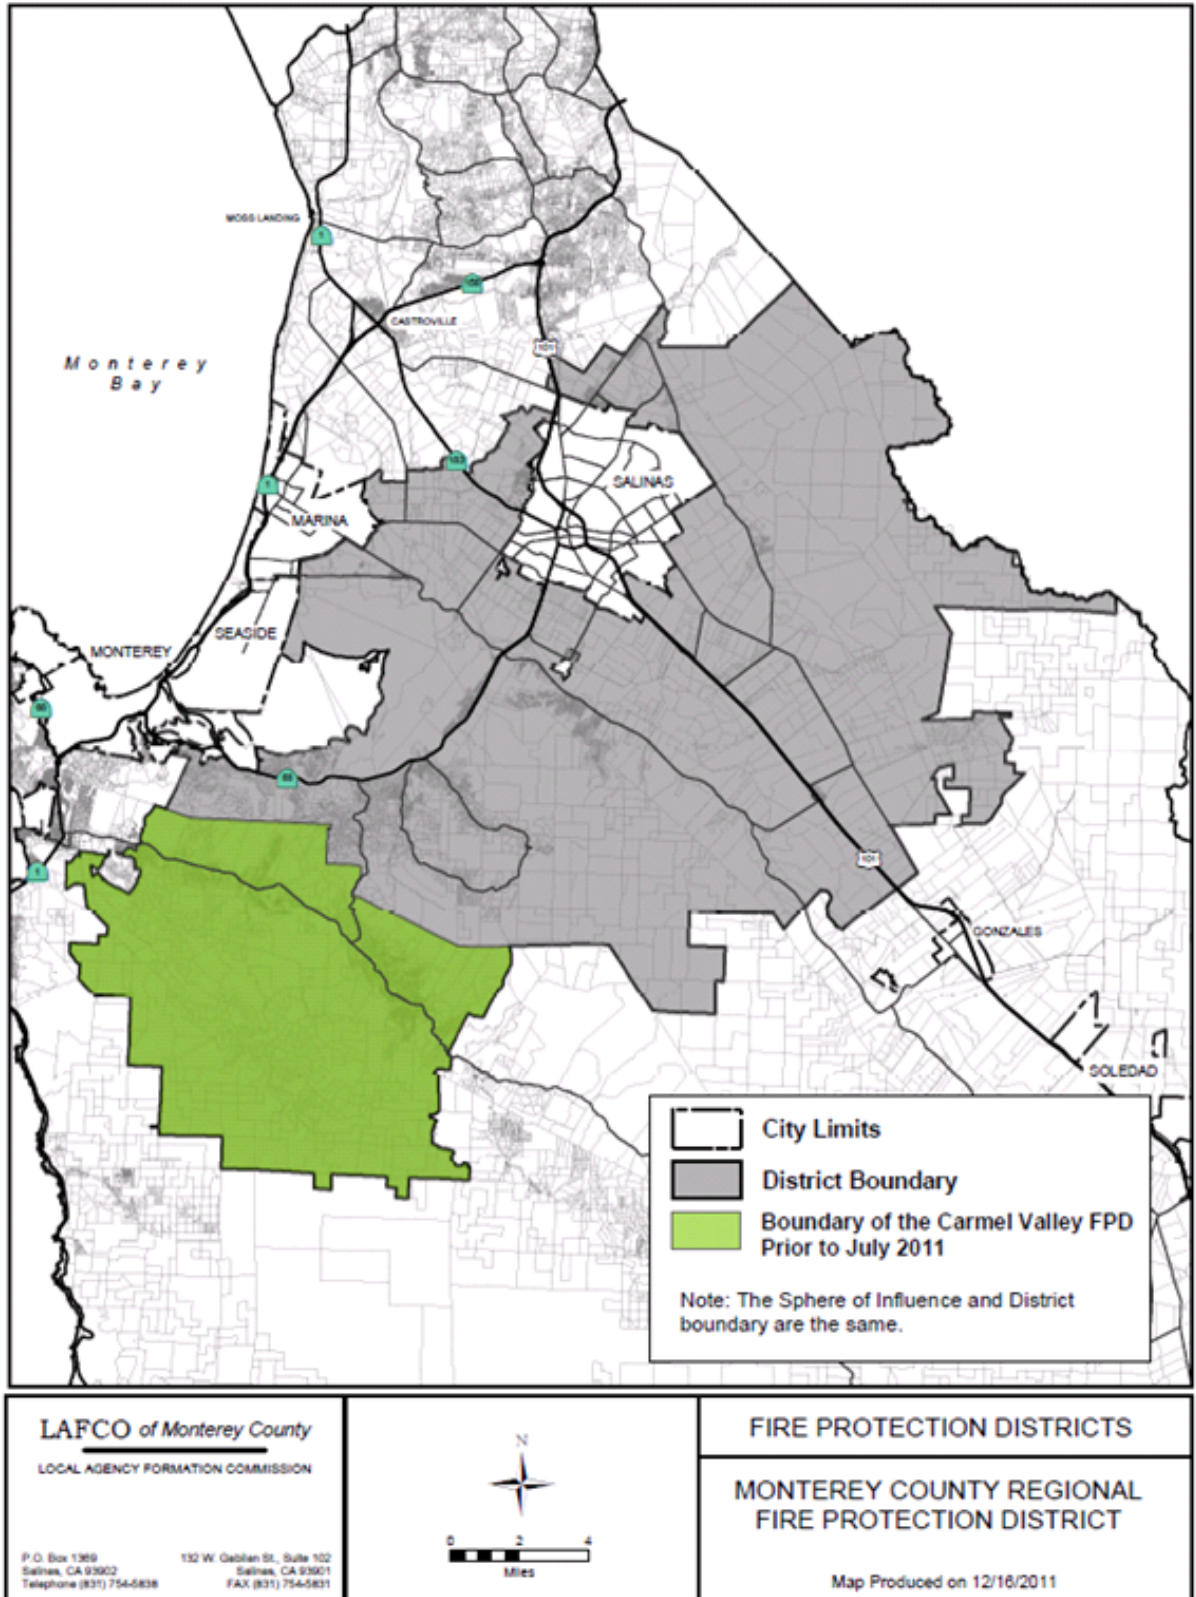 MOSS LANDING
1
156
CASTROVILLE
Monterey
Bay
101
183
SALINAS
1
MARINA
SEASIDE
MONTEREY
68
68
1
101
GONZALES
SOLEDAD
City Limits
District Boundary
Boundary of the Carmel Valley FPD
Prior to July 2011
Note: The Sphere of Influence and District
boundary are the same.
LAFCO of Monterey County
LOCAL AGENCY FORMATION COMMISSION
P.O. Box 1369
Salinas, CA 93902
Telephone (831) 754-5838
132 W. Gabilan St., Suite 102
Salinas, CA 93901
FAX (831) 754-5831
N
0 2 4
Miles
FIRE PROTECTION DISTRICTS
MONTEREY COUNTY REGIONAL
FIRE PROTECTION DISTRICT
Map Produced on 12/16/2011